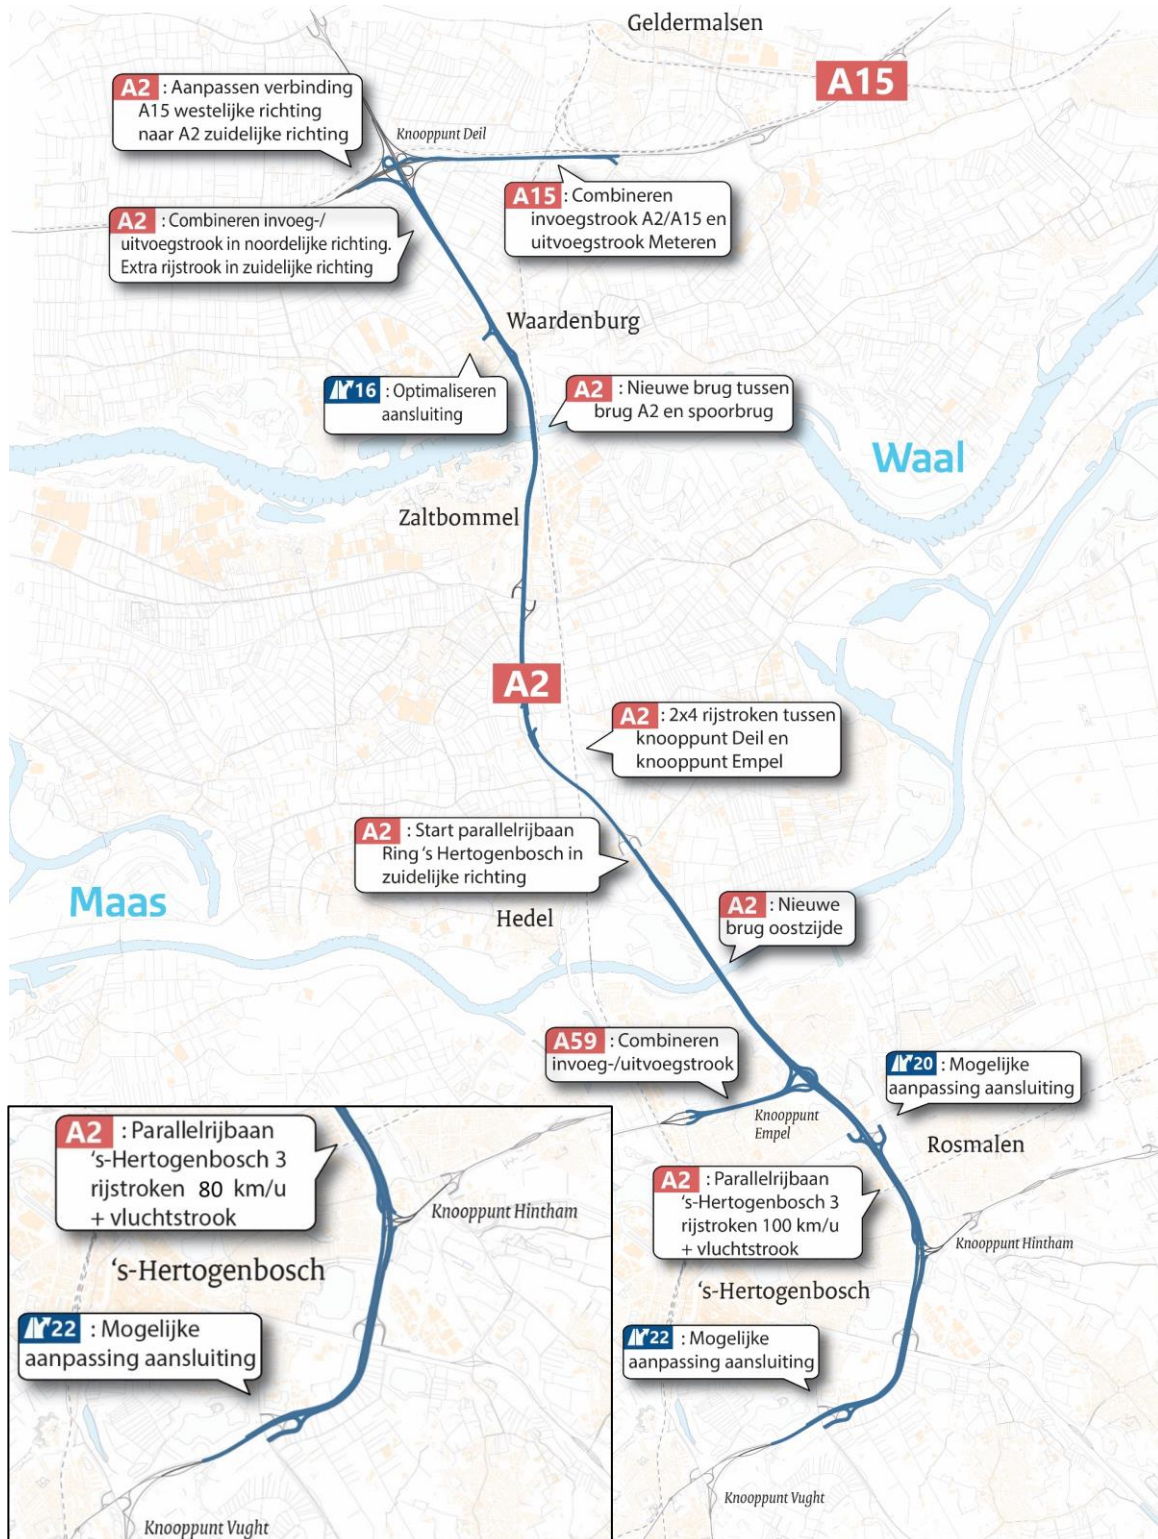 Geldermalsen
A15
A2 : Aanpassen verbinding
A15 westelijke richting
naar A2 zuidelijke richting
Knooppunt Deil
A15 : Combineren
invoegstrook A2/A15 en
uitvoegstrook Meteren
A2 : Combineren invoeg-/
uitvoegstrook in noordelijke richting.
Extra rijstrook in zuidelijke richting
Waardenburg
16 : Optimaliseren
aansluiting
A2 : Nieuwe brug tussen
brug A2 en spoorbrug
Waal
Zaltbommel
A2
A2 : 2x4 rijstroken tussen
knooppunt Deil en
knooppunt Empel
A2 : Start parallelrijbaan
Ring ‘s Hertogenbosch in
zuidelijke richting
Maas
Hedel
A2 : Nieuwe
brug oostzijde
A59 : Combineren
invoeg-/uitvoegstrook
20 : Mogelijke
aanpassing aansluiting
Knooppunt
Empel
Rosmalen
A2 : Parallelrijbaan
‘s-Hertogenbosch 3
rijstroken 100 km/u
+ vluchtstrook
Knooppunt Hintham
‘s-Hertogenbosch
22 : Mogelijke
aanpassing aansluiting
Knooppunt Vught
A2 : Parallelrijbaan
‘s-Hertogenbosch 3
rijstroken 80 km/u
+ vluchtstrook
Knooppunt Hintham
‘s-Hertogenbosch
22 : Mogelijke
aanpassing aansluiting
Knooppunt Vught